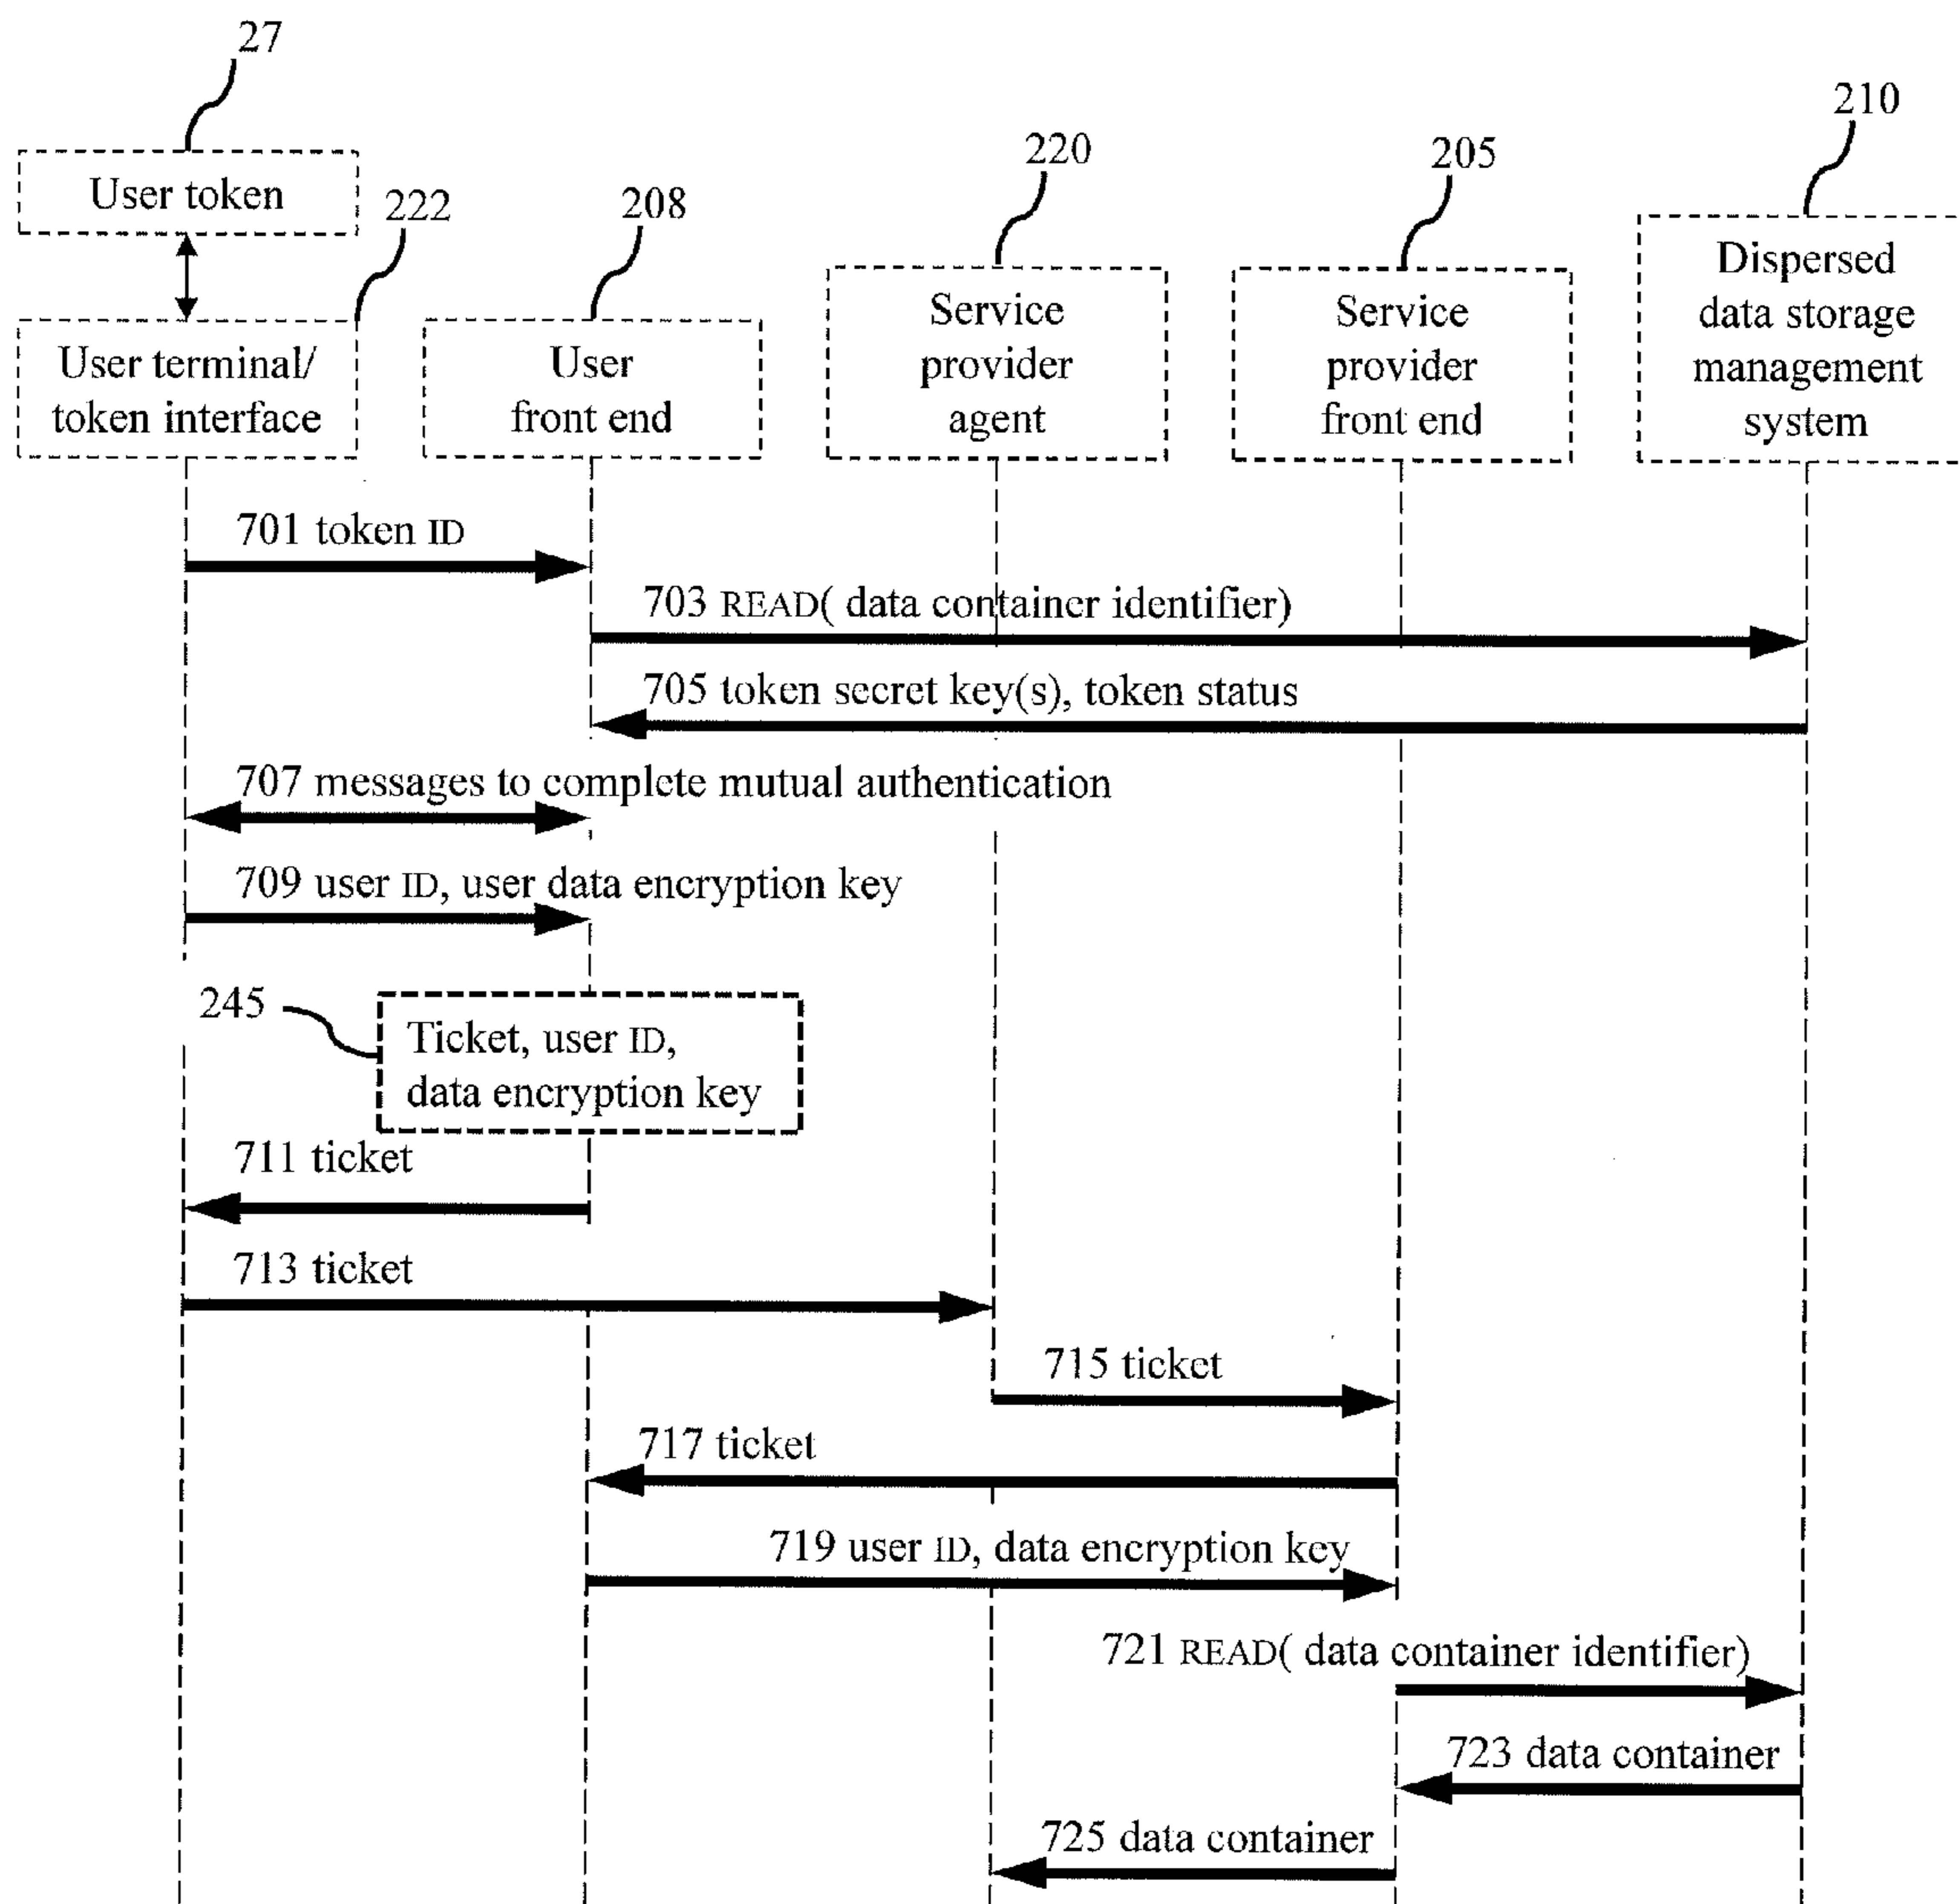 27
210
220
205
User token
222
208
Dispersed
data storage
management
system
Service
provider
agent
Service
provider
front end
User terminal/
token interface
User
front end
701 token ID
703 READ( data container identifier)
705 token secret key(s), token status
707 messages to complete mutual authentication
709 user ID, user data encryption key
245
Ticket, user ID,
data encryption key
711 ticket
713 ticket
715 ticket
717 ticket
719 user ID, data encryption key
721 READ( data container identifier)
723 data container
725 data container